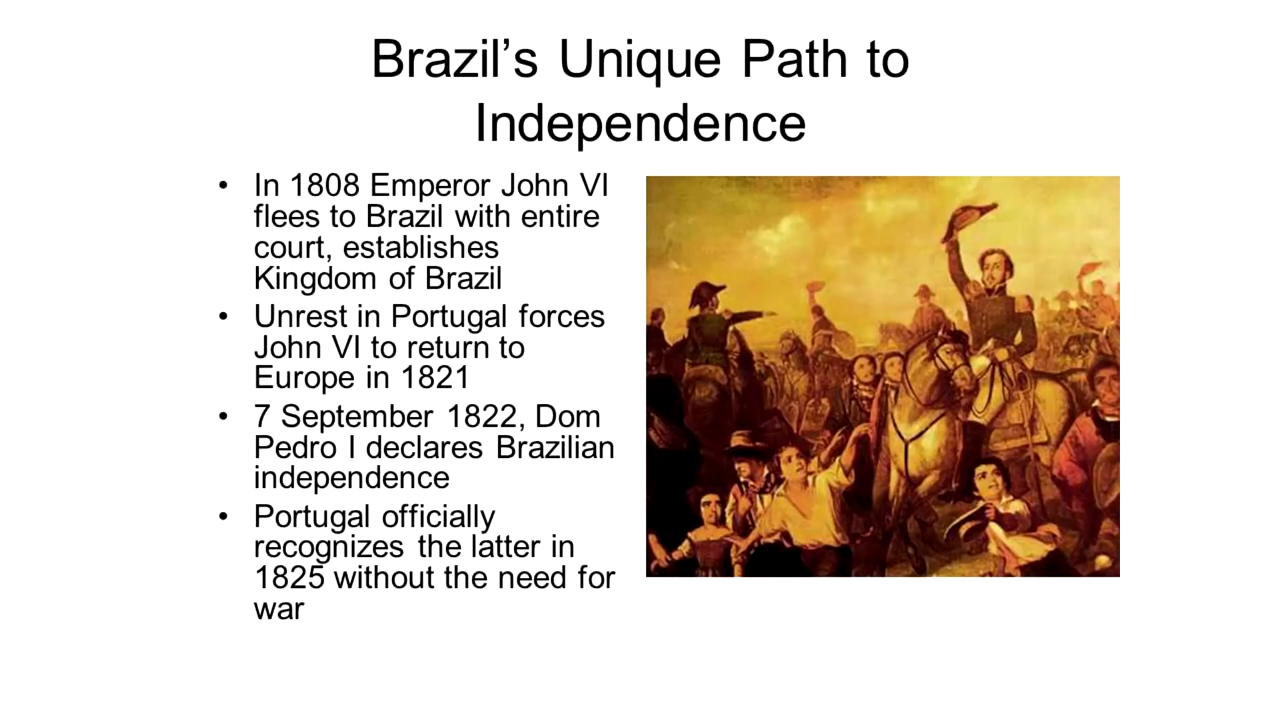 Brazil’s Unique Path to
Independence
• In 1808 Emperor John VI
flees to Brazil with entire
court, establishes
Kingdom of Brazil
• Unrest in Portugal forces
John VI to return to
Europe in 1821
• 7 September 1822, Dom
Pedro I declares Brazilian
independence
• Portugal officially
recognizes the latter in
1825 without the need for
war